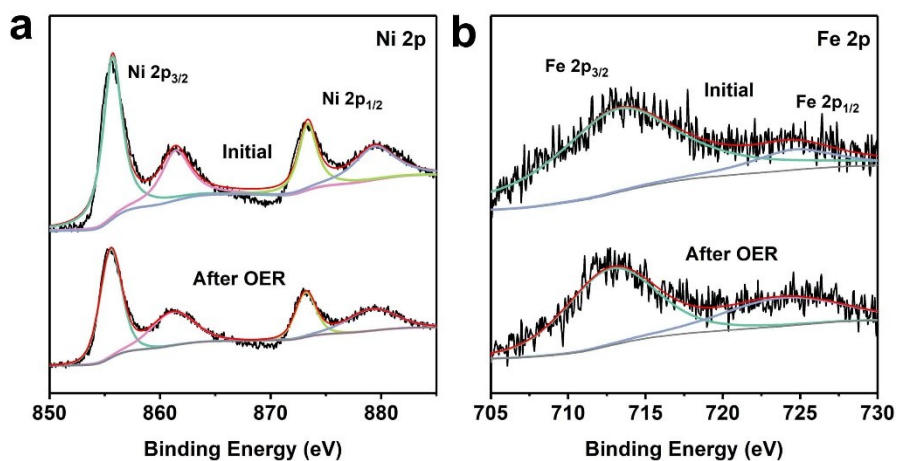 a
Ni 2p
Ni 2p3/2
Ni 2p1/2
Initial
After OER
850 860 870 880
Binding Energy (eV)
b
Fe 2p
Fe 2p3/2
Initial
Fe 2p1/2
After OER
705 710 715 720 725 730
Binding Energy (eV)